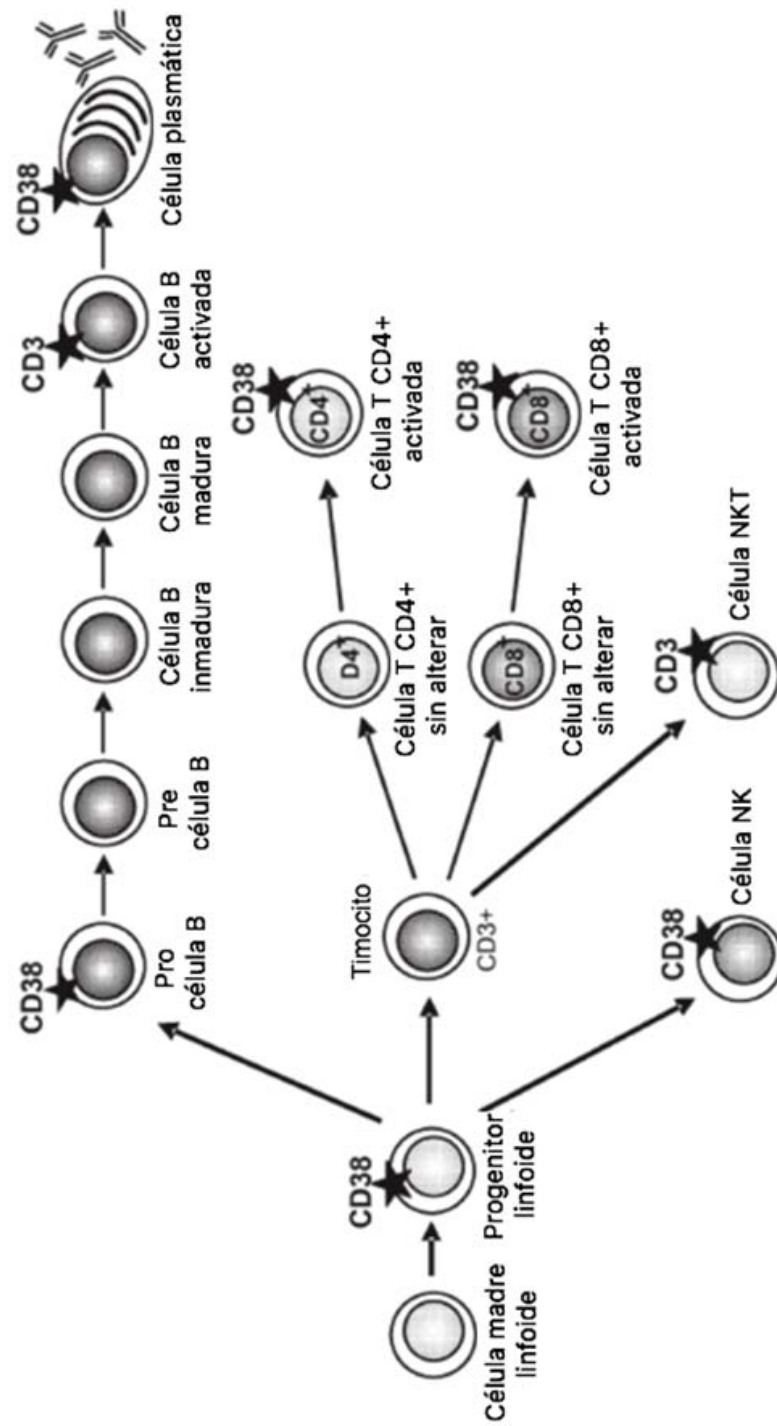 CD38
CD3
CD38
Pro
célula B
Pre
célula B
Célula B
inmadura
Célula B
madura
Célula B
activada
Célula plasmática
CD38
CD4+
Célula T CD4+
activada
D4+
Célula T CD4+
sin alterar
CD38
Timocito
CD3+
Célula madre
linfoide
Progenitor
linfoide
CD8+
Célula T CD8+
sin alterar
CD38
CD8+
Célula T CD8+
activada
CD38
Célula NK
CD3
Célula NKT